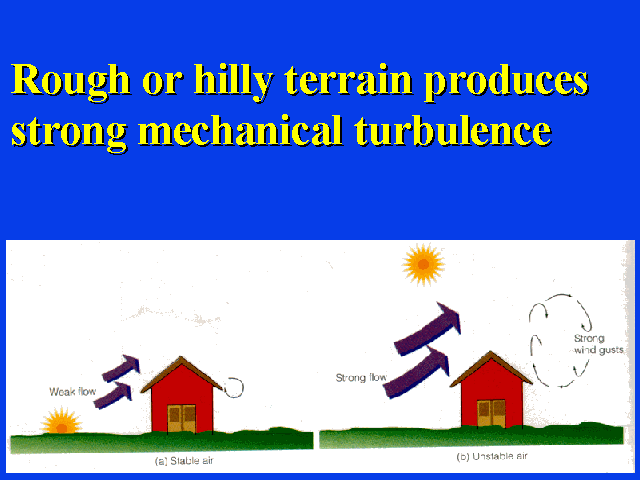 Rough or hilly terrain produces
strong mechanical turbulence
Weak flow
(a) Stable air
Strong flow
Strong
wind gusts
(b) Unstable air